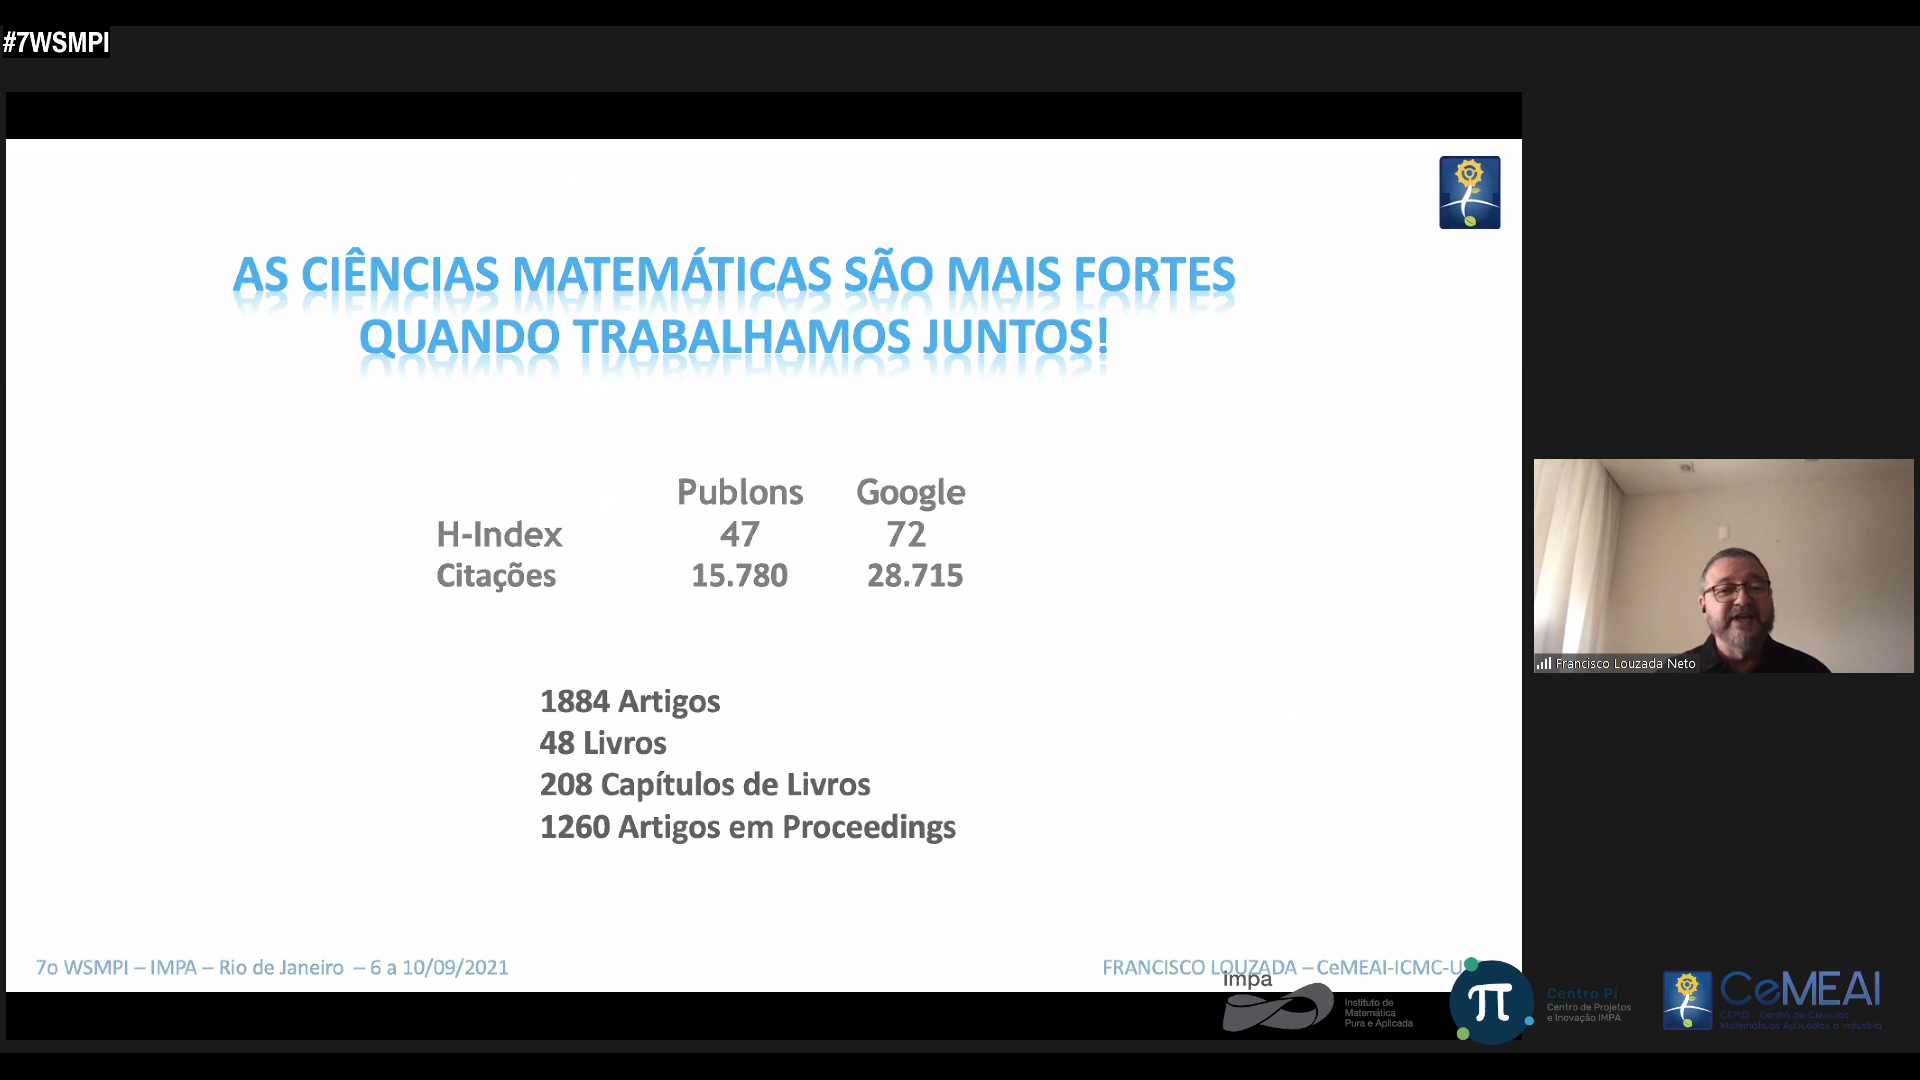 #7WSMPI
AS CIÊNCIAS MATEMÁTICAS SÃO MAIS FORTES
QUANDO TRABALHAMOS JUNTOS!
Publons Google
H-Index 47 72
Citações 15.780 28.715
1884 Artigos
48 Livros
208 Capítulos de Livros
1260 Artigos em Proceedings
Francisco Louzada Neto
7o WSMPI – IMPA – Rio de Janeiro – 6 a 10/09/2021
FRANCISCO LOUZADA – CeMEAI-ICMC-U
impa
Instituto de
Matemática
Pura e Aplicada
π
Centro Pi
Centro de Projetos
e Inovação IMPA
CeMEAI
CEPID - Centro de Ciências
Matemáticas Aplicadas à Indústria